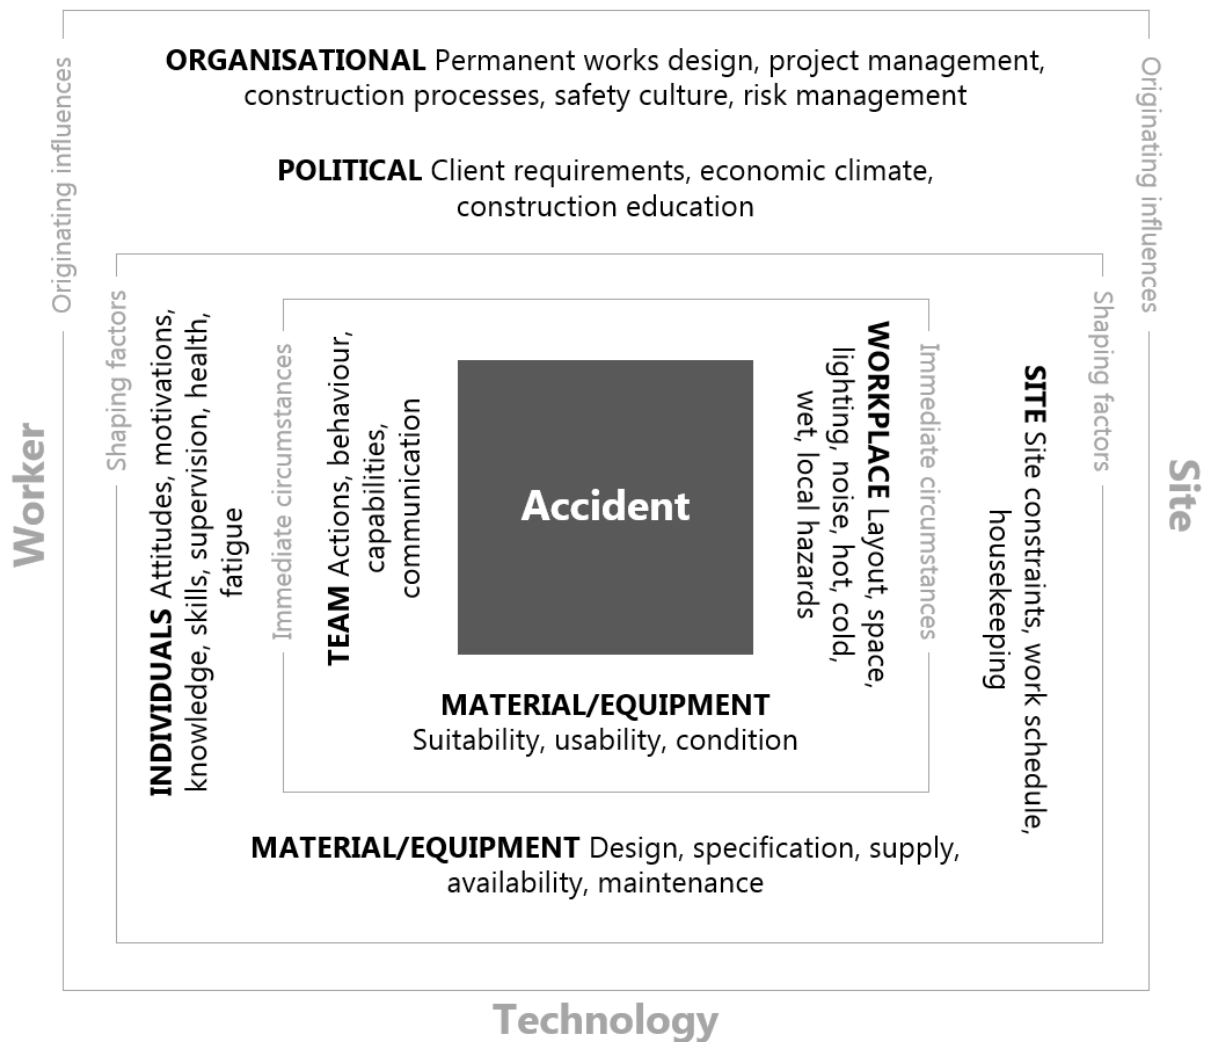 ORGANISATIONAL Permanent works design, project management,
construction processes, safety culture, risk management
POLITICAL Client requirements, economic climate,
construction education
Originating influences
Originating influences
Shaping factors
Shaping factors
Immediate circumstances
Immediate circumstances
Worker
INDIVIDUALS Attitudes, motivations,
knowledge, skills, supervision, health,
fatigue
TEAM Actions, behaviour,
capabilities,
communication
Accident
WORKPLACE Layout, space,
lighting, noise, hot, cold,
wet, local hazards
SITE Site constraints, work schedule,
housekeeping
Site
MATERIAL/EQUIPMENT
Suitability, usability, condition
MATERIAL/EQUIPMENT Design, specification, supply,
availability, maintenance
Technology